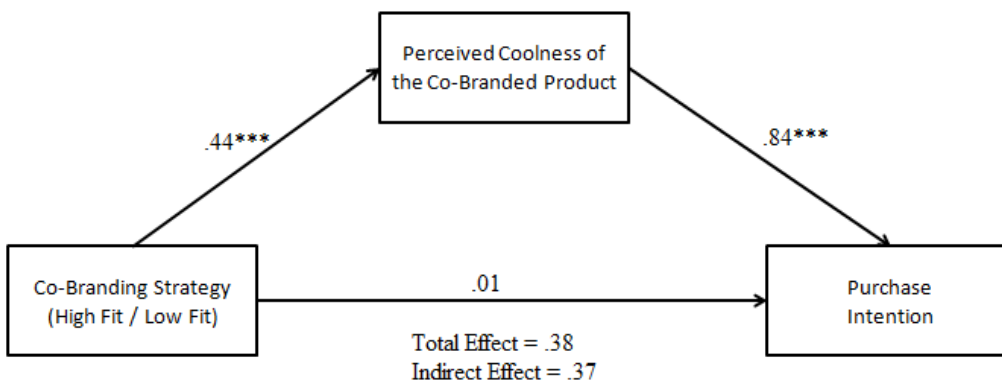 Perceived Coolness of
the Co-Branded Product
.44***
.84***
Co-Branding Strategy
(High Fit / Low Fit)
.01
Purchase
Intention
Total Effect = .38
Indirect Effect = .37